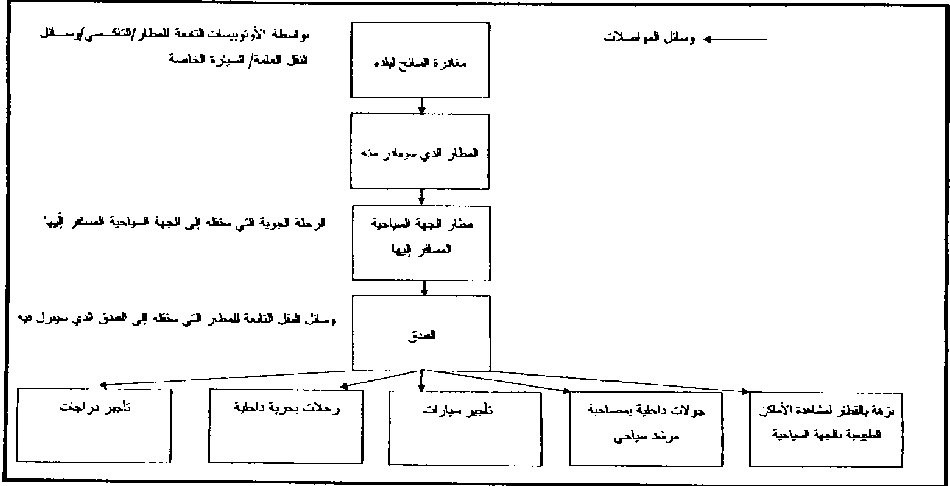 وسائل المواصلات
بواسطة الأوتوبيسات التابعة للمطار/التاكسي/وسائل
النقل العامة/ السيارة الخاصة
مغادرة السائح لبلده
المطار الذي سيغادر منه
الرحلة الجوية التي ستقله إلى الجهة السياحية المسافر إليها
مطار الجهة السياحية
المسافر إليها
وسائل النقل التابعة للمطار التي ستقله إلى الفندق الذي سينزل فيه
الفندق
نزهة بالقطار لمشاهدة الأماكن
الطبيعية بالجهة السياحية
جولات داخلية بمصاحبة
مرشد سياحي
تأجير سيارات
رحلات بحرية داخلية
تأجير دراجات